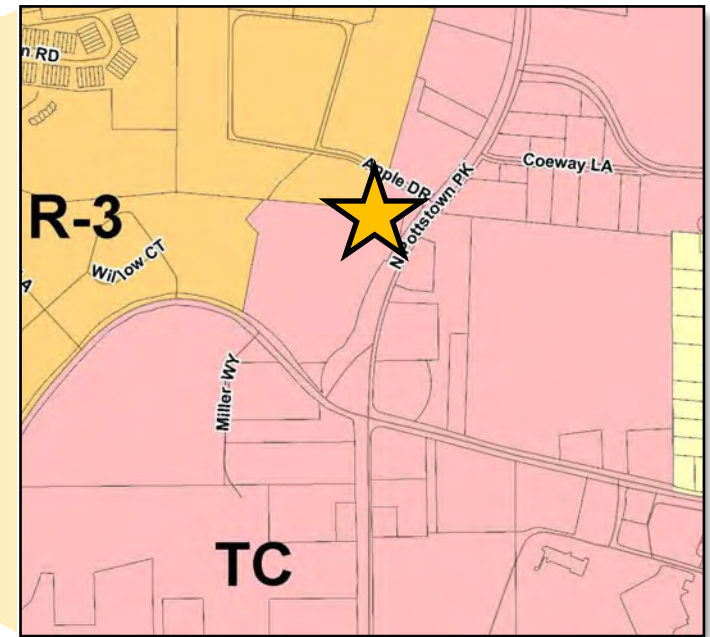 n RD
Apple DR
Coeway LA
N Pottstown PK
R-3
Willow CT
A
Miller WY
TC